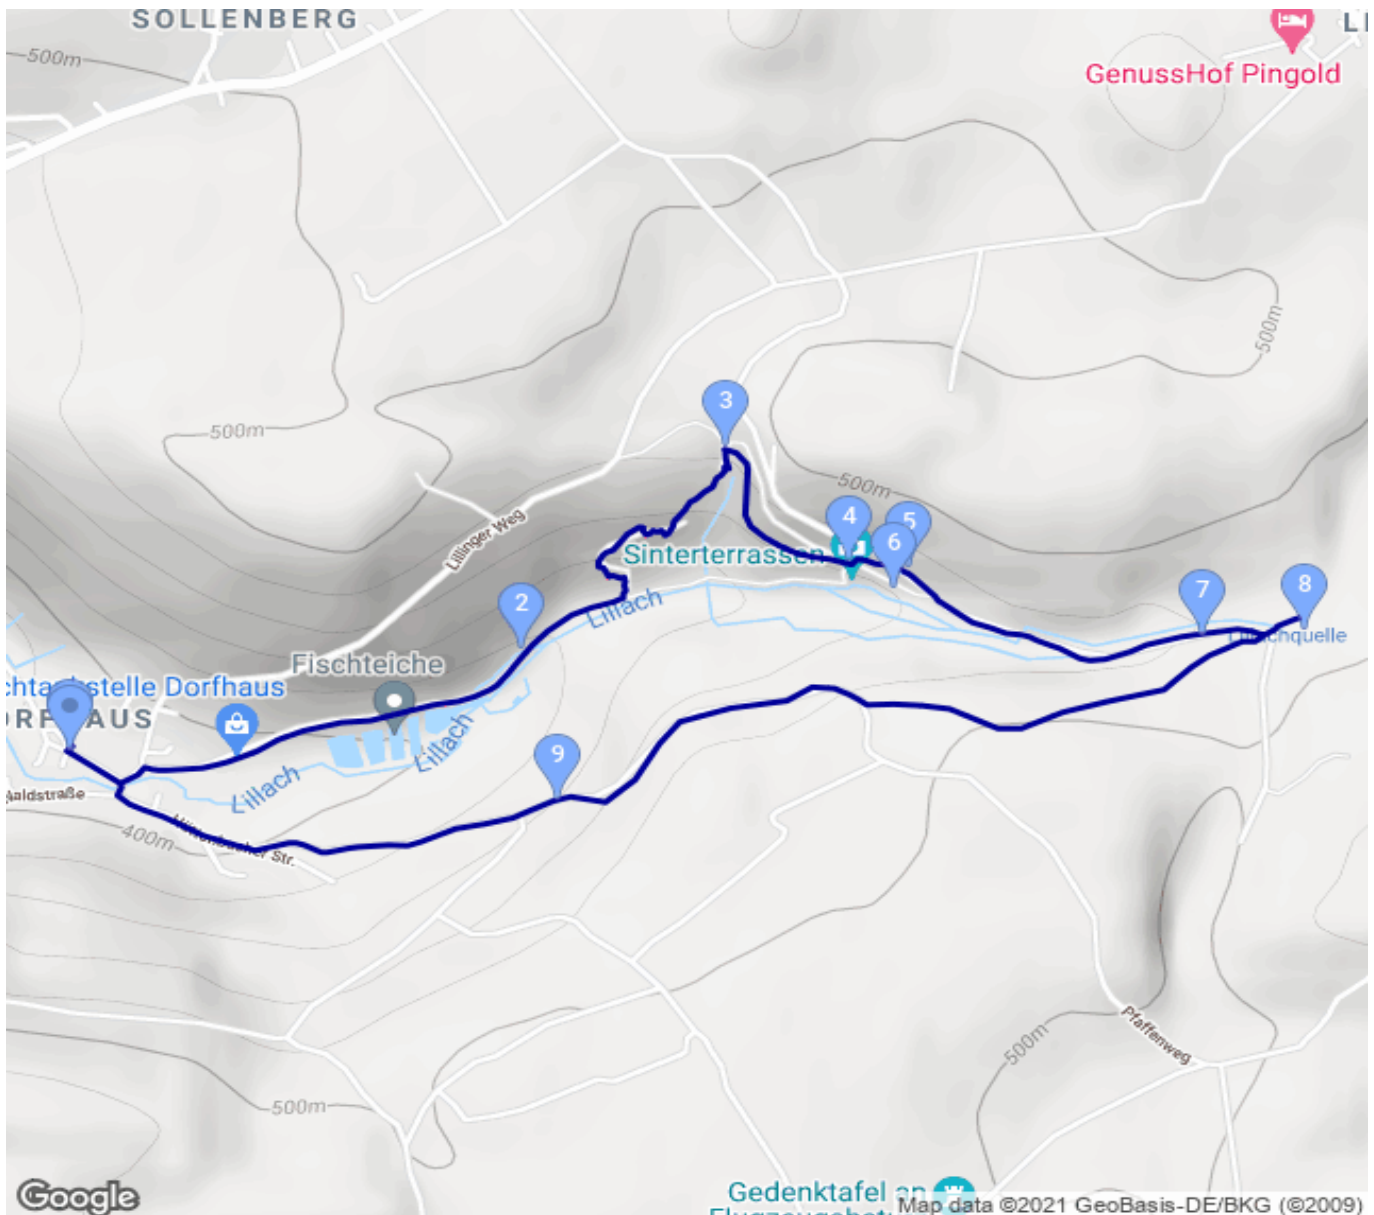 SOLLENBERG
500m
GenussHof Pingold
500m
500m
3
500m
Lillinger Weg
4
5
6
Sinterterrassen
2
Lillach
7
8
Fischteiche
Dorfhaus
Lillach
9
Lillach
400m
Str.
500m
Pfaffenweg
500m
Gedenktafel an
Google
Map data ©2021 GeoBasis-DE/BKG (©2009)